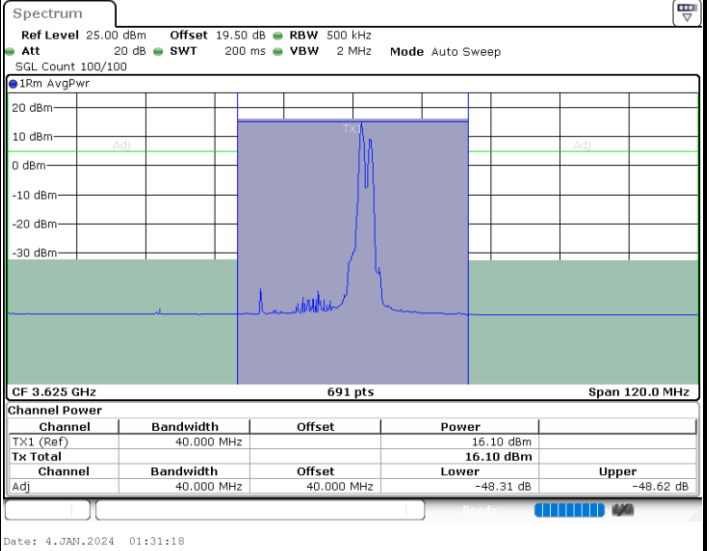 Spectrum
Ref Level 25.00 dBm Offset 19.50 dB RBW 500 kHz
Att 20 dB SWT 200 ms VBW 2 MHz Mode Auto Sweep
SGL Count 100/100
1Rm AvgPwr
20 dBm
TX1
10 dBm
Adj Adj
0 dBm
-10 dBm
-20 dBm
-30 dBm
CF 3.625 GHz 691 pts Span 120.0 MHz
Channel Power
Channel Bandwidth Offset Power
TX1 (Ref) 40.000 MHz 16.10 dBm
Tx Total 16.10 dBm
Channel Bandwidth Offset Lower Upper
Adj 40.000 MHz 40.000 MHz -48.31 dB -48.62 dB
Ready
Date: 4.JAN.2024 01:31:18